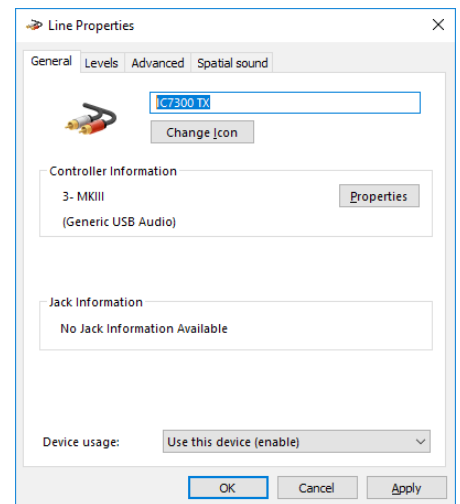 Line Properties
General Levels Advanced Spatial sound
IC7300 TX
Change Icon
Controller Information
3- MKIII
Properties
(Generic USB Audio)
Jack Information
No Jack Information Available
Device usage: Use this device (enable)
OK Cancel Apply